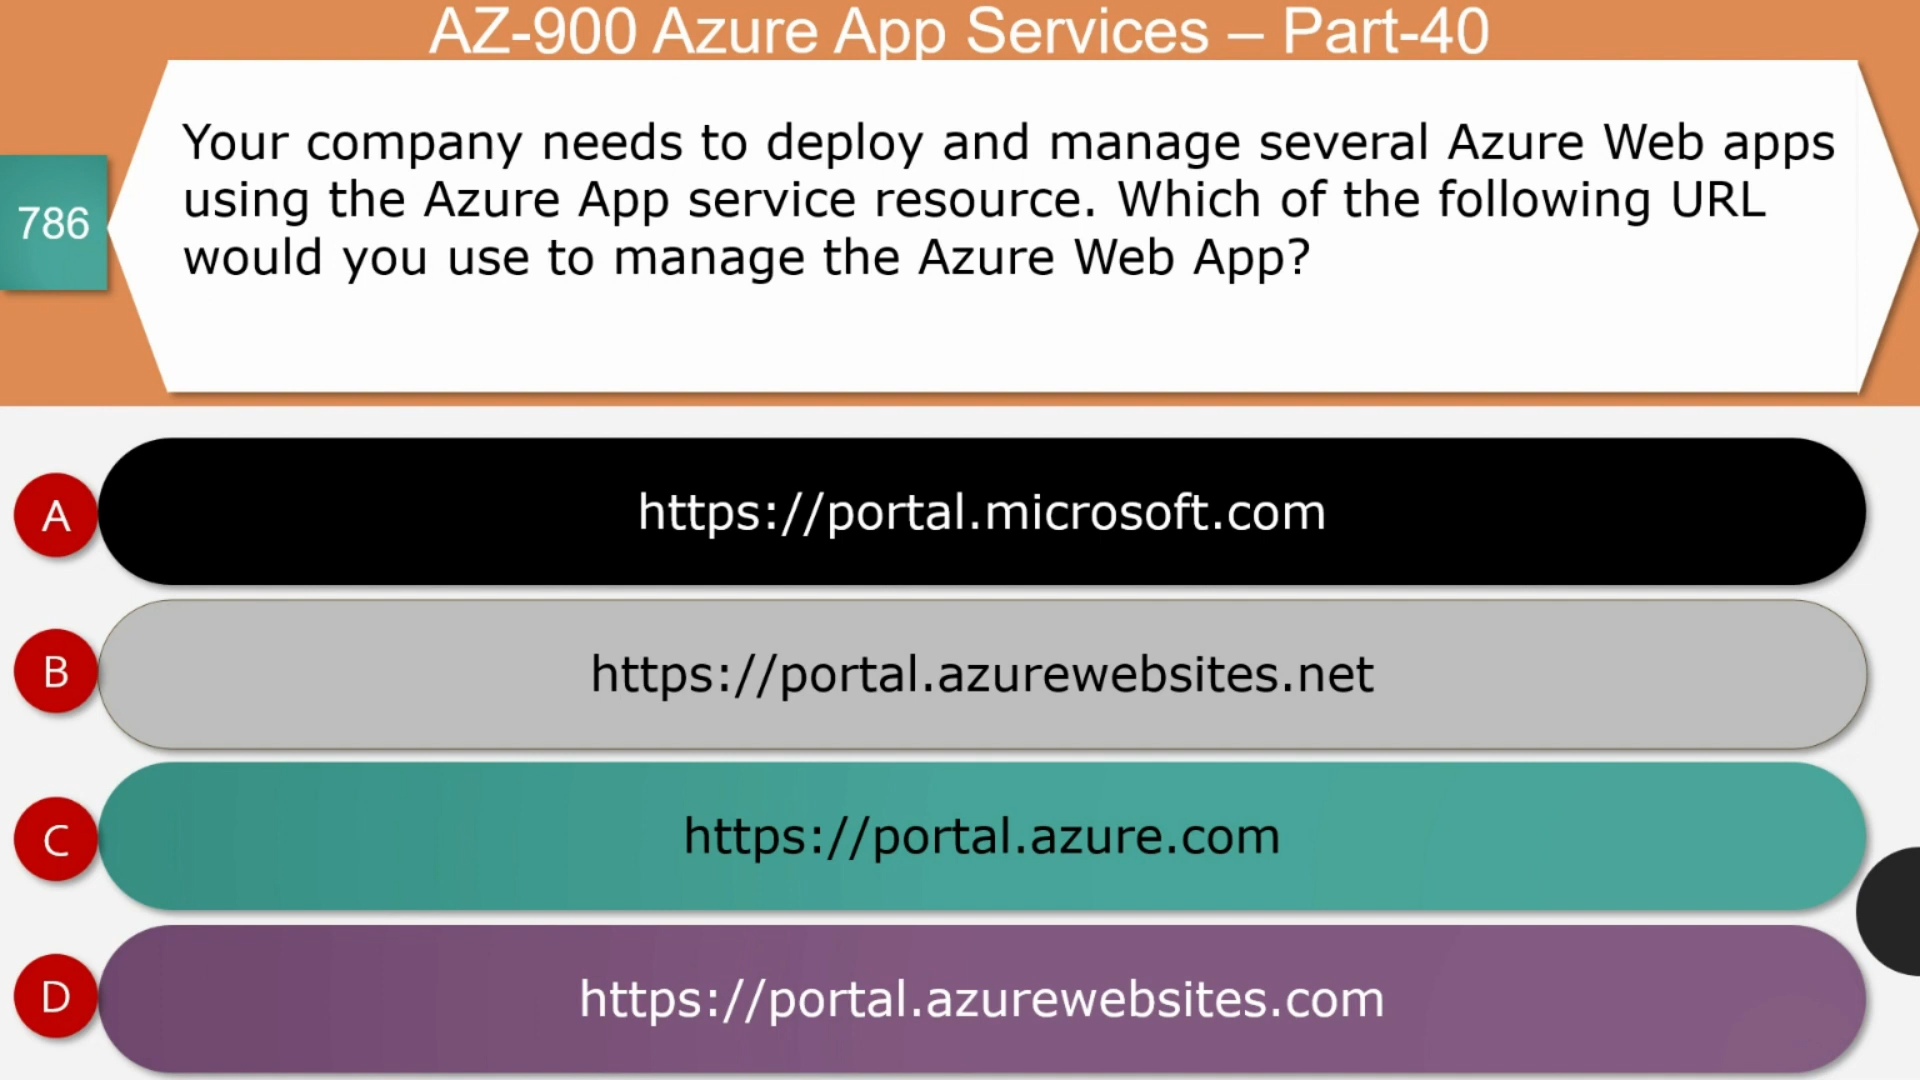 AZ-900 Azure App Services – Part-40
786
Your company needs to deploy and manage several Azure Web apps
using the Azure App service resource. Which of the following URL
would you use to manage the Azure Web App?
A
https://portal.microsoft.com
B
https://portal.azurewebsites.net
C
https://portal.azure.com
D
https://portal.azurewebsites.com